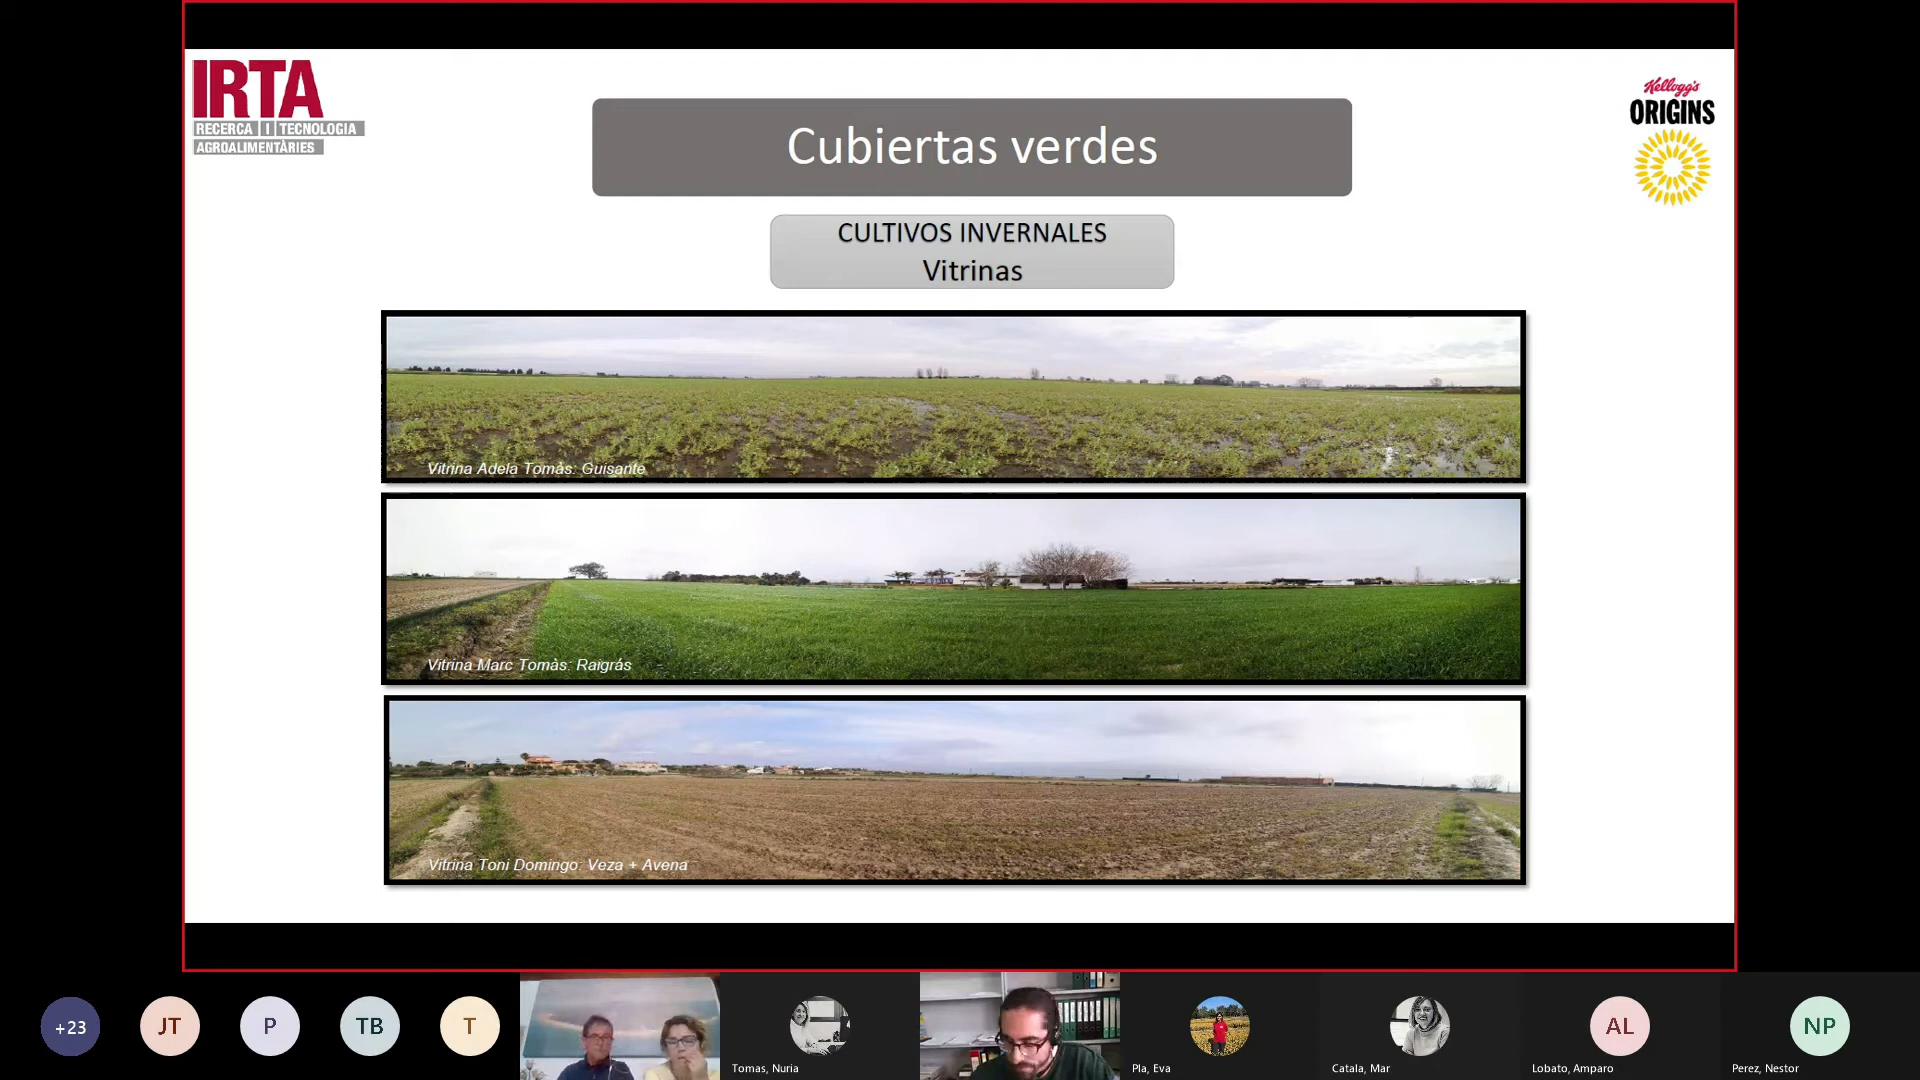 IRTA
RECERCA I TECNOLOGIA
AGROALIMENTÀRIES
Kellogg's
ORIGINS
Cubiertas verdes
CULTIVOS INVERNALES
Vitrinas
Vitrina Adela Tomàs: Guisante
Vitrina Marc Tomàs: Raigrás
Vitrina Toni Domingo: Veza + Avena
+23
JT
P
TB
T
Tomas, Nuria
Pla, Eva
Catala, Mar
AL
Lobato, Amparo
NP
Perez, Nestor